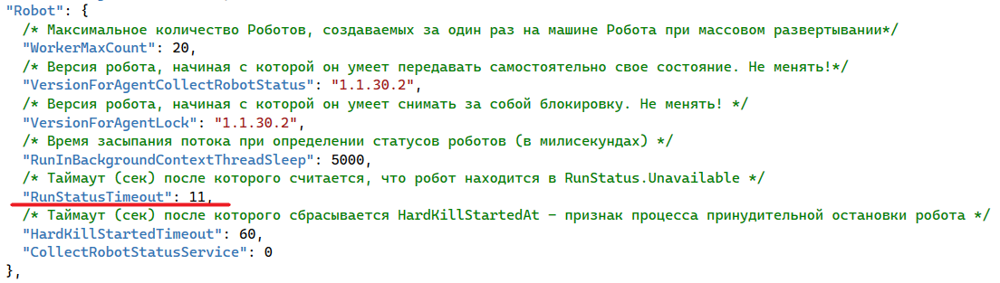 "Robot": {
/* Максимальное количество Роботов, создаваемых за один раз на машине Робота при массовом развертывании*/
"WorkerMaxCount": 20,
/* Версия робота, начиная с которой он умеет передавать самостоятельно свое состояние. Не менять!*/
"VersionForAgentCollectRobotStatus": "1.1.30.2",
/* Версия робота, начиная с которой он умеет снимать за собой блокировку. Не менять! */
"VersionForAgentLock": "1.1.30.2",
/* Время засыпания потока при определении статусов роботов (в милисекундах) */
"RunInBackgroundContextThreadSleep": 5000,
/* Таймаут (сек) после которого считается, что робот находится в RunStatus.Unavailable */
"RunStatusTimeout": 11,
/* Таймаут (сек) после которого сбрасывается HardKillStartedAt – признак процесса принудительной остановки робота */
"HardKillStartedTimeout": 60,
"CollectRobotStatusService": 0
},